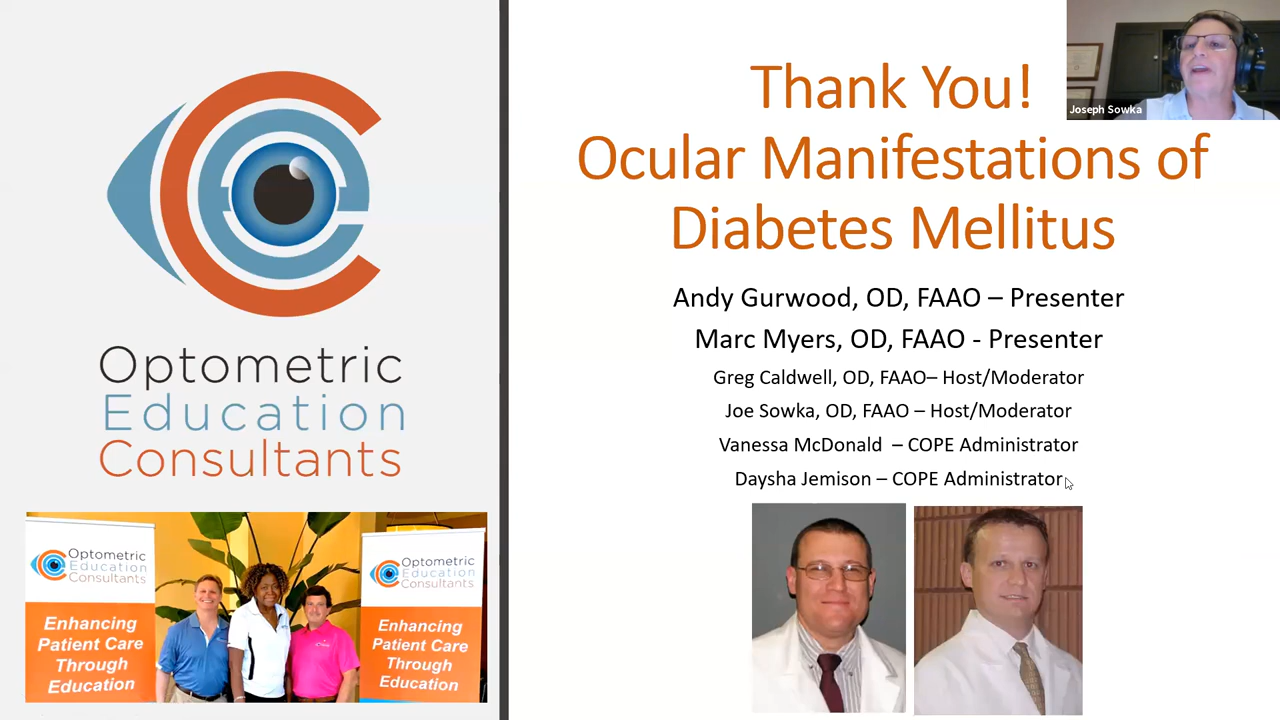 Optometric
Education
Consultants
Optometric
Education
Consultants
Enhancing
Patient Care
Through
Education
Optometric
Education
Consultants
Enhancing
Patient Care
Through
Education
Thank You!
Ocular Manifestations of
Diabetes Mellitus
Andy Gurwood, OD, FAAO – Presenter
Marc Myers, OD, FAAO - Presenter
Greg Caldwell, OD, FAAO– Host/Moderator
Joe Sowka, OD, FAAO – Host/Moderator
Vanessa McDonald – COPE Administrator
Daysha Jemison – COPE Administrator
Joseph Sowka